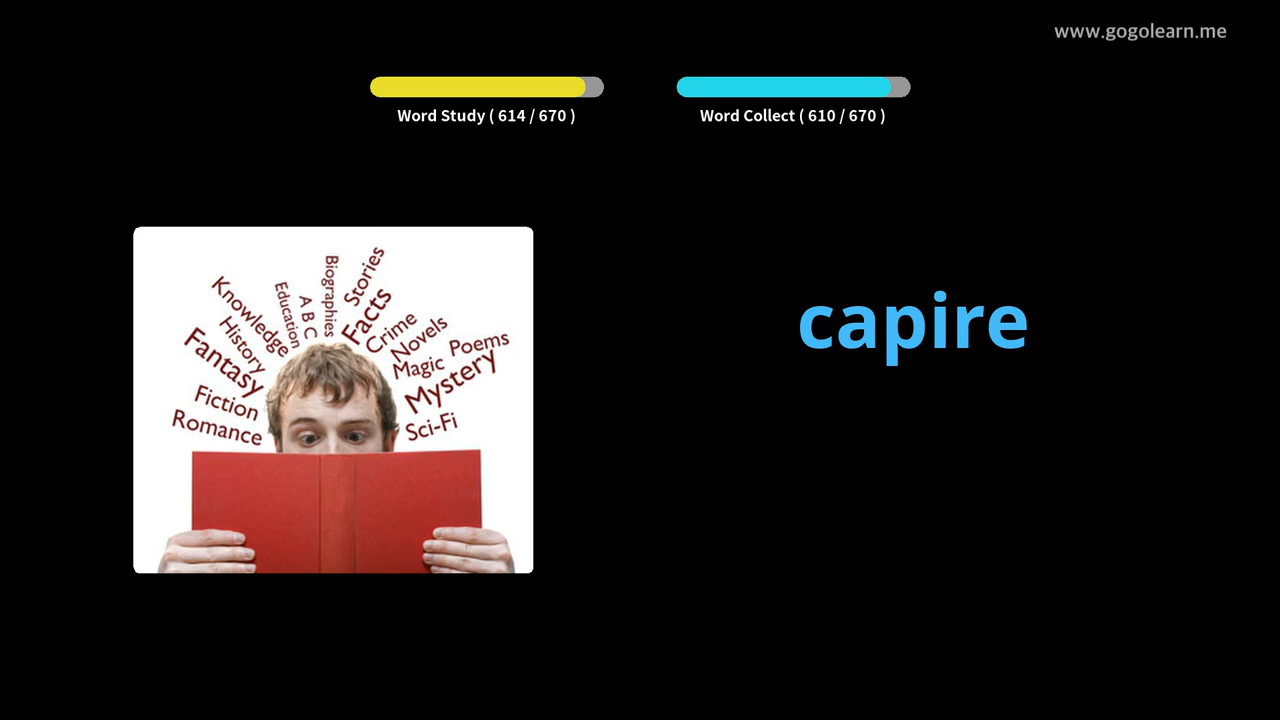 www.gogolearn.me
Word Study ( 614 / 670 )
Word Collect ( 610 / 670 )
Knowledge
Education
A B C
Biographies
Stories
Facts
History
Crime
Novels
Poems
Fantasy
Magic
Mystery
Fiction
Romance
Sci-Fi
capire